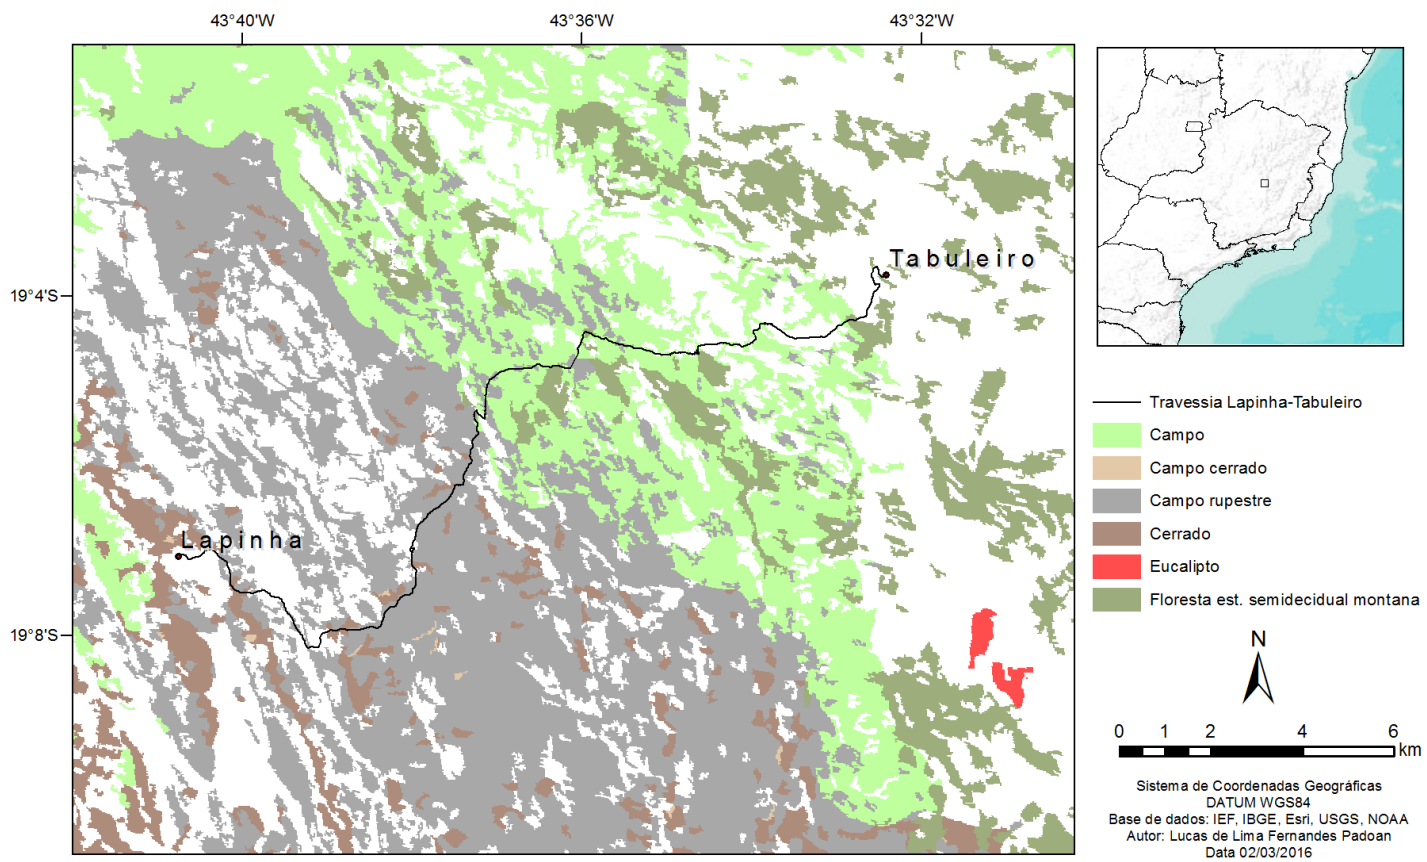 43°40'W
43°36'W
43°32'W
19°4'S
19°8'S
Tabuleiro
Lapinha
Travessia Lapinha-Tabuleiro
Campo
Campo cerrado
Campo rupestre
Cerrado
Eucalipto
Floresta est. semidecidual montana
N
0 1 2 4 6
km
Sistema de Coordenadas Geográficas
DATUM WGS84
Base de dados: IEF, IBGE, Esri, USGS, NOAA
Autor: Lucas de Lima Fernandes Padoan
Data 02/03/2016